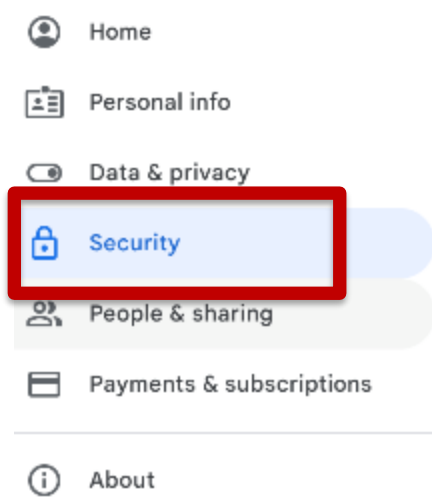 Home
Personal info
Data & privacy
Security
People & sharing
Payments & subscriptions
About